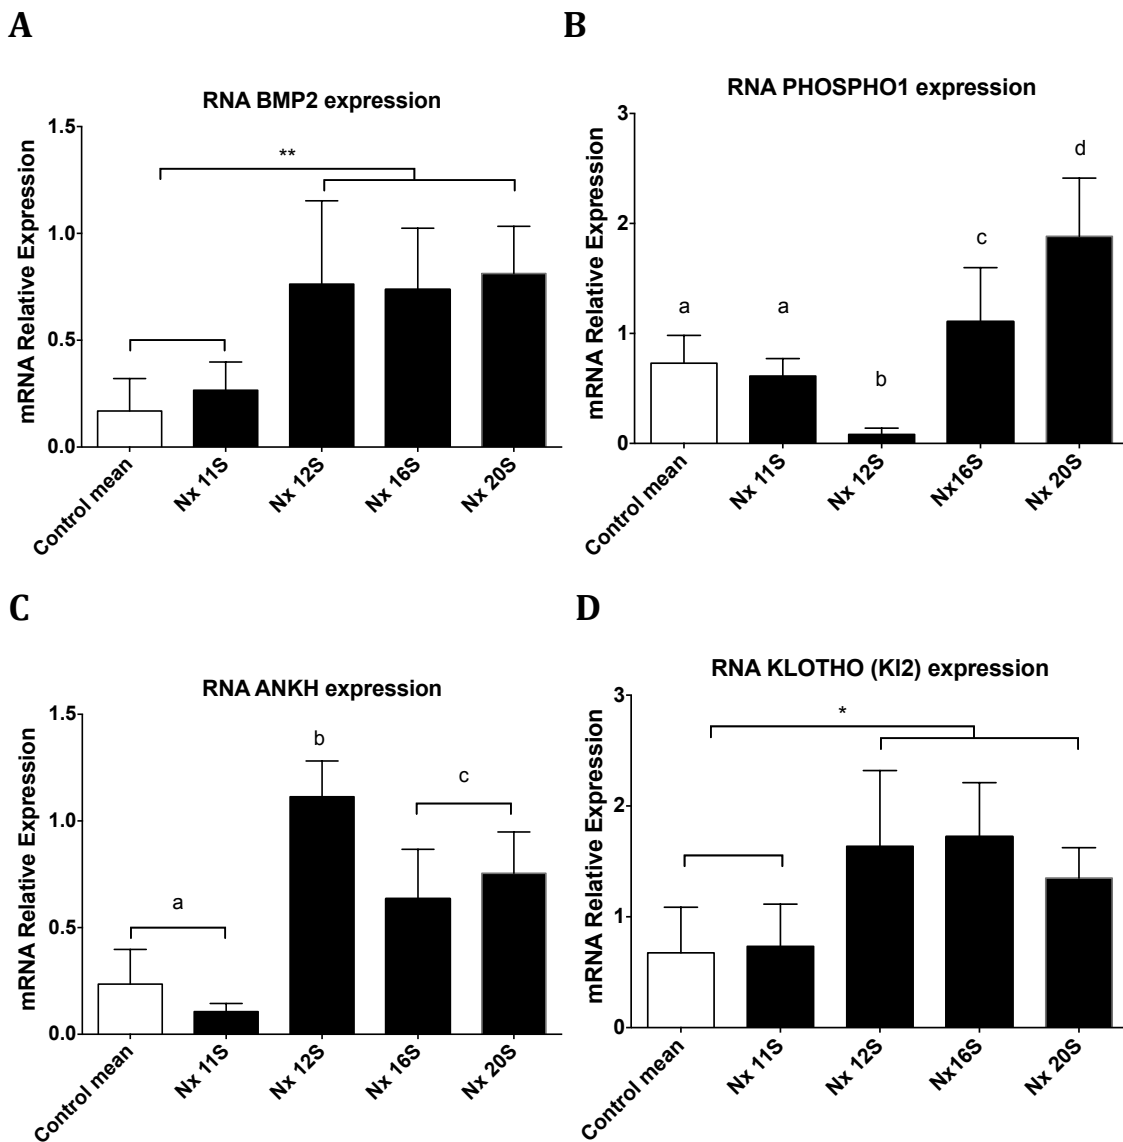 A
RNA BMP2 expression
mRNA Relative Expression
1.5
1.0
0.5
0.0
**
Control mean
Nx 11S
Nx 12S
Nx 16S
Nx 20S
B
RNA PHOSPHO1 expression
mRNA Relative Expression
3
2
1
0
a
a
b
c
d
Control mean
Nx 11S
Nx 12S
Nx16S
Nx 20S
C
RNA ANKH expression
mRNA Relative Expression
1.5
1.0
0.5
0.0
a
b
c
Control mean
Nx 11S
Nx 12S
Nx 16S
Nx 20S
D
RNA KLOTHO (Kl2) expression
mRNA Relative Expression
3
2
1
0
*
Control mean
Nx 11S
Nx 12S
Nx16S
Nx 20S